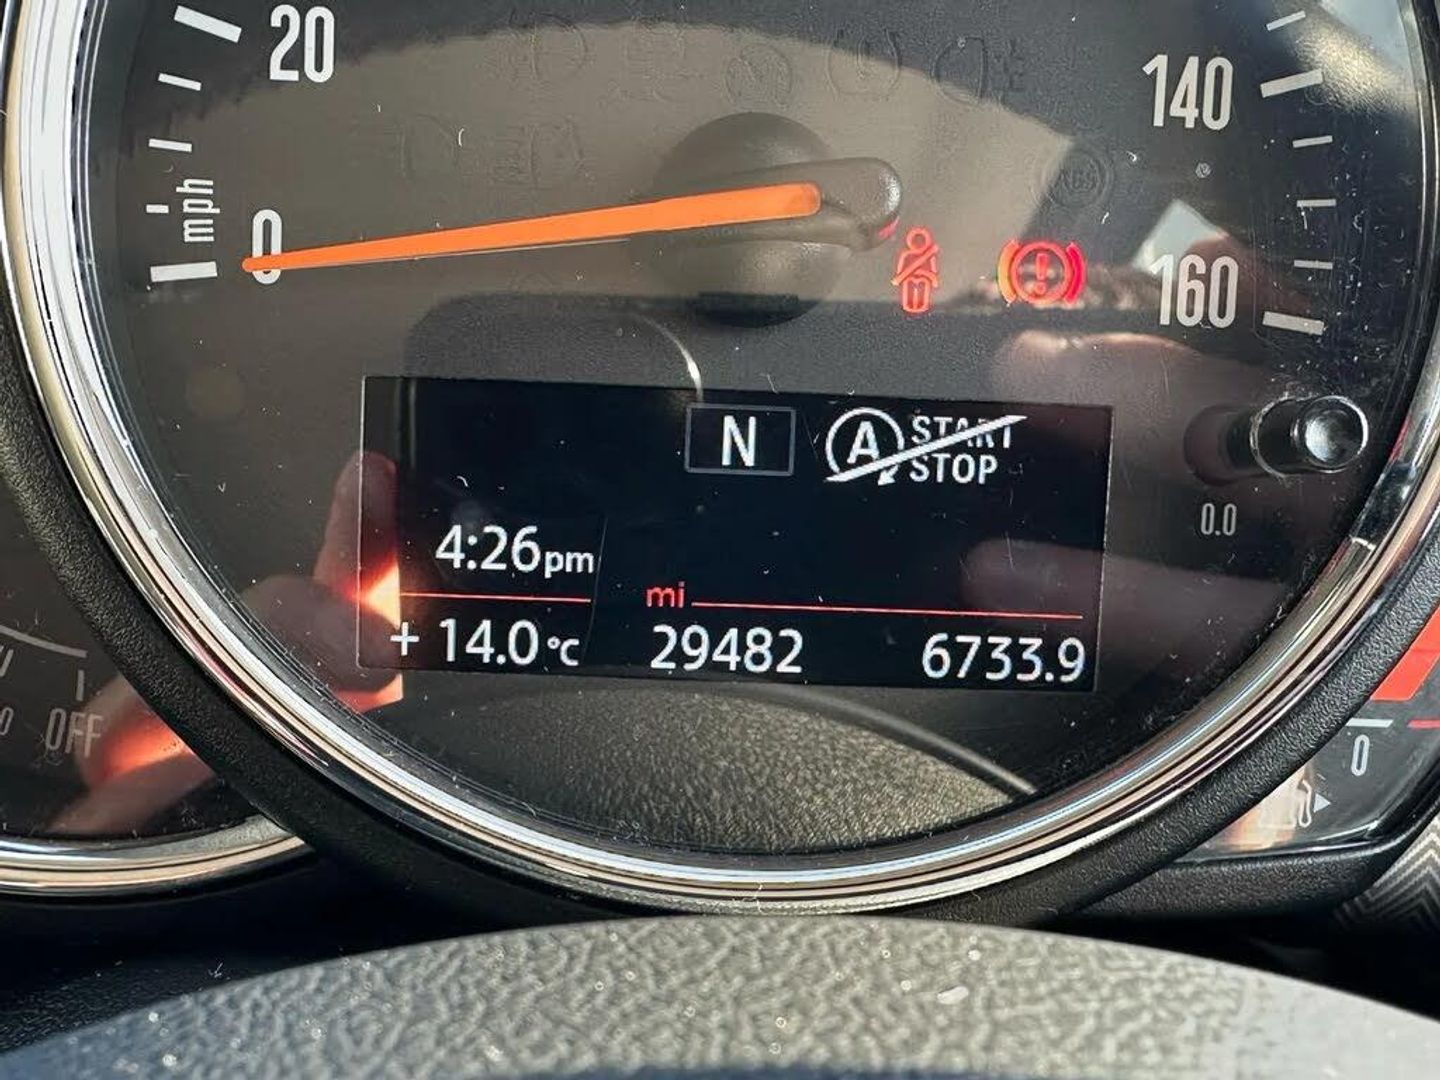 20
140
mph
0
160
N
A START
STOP
0.0
4:26pm
mi
+ 14.0 °C
29482
6733.9
OFF
0